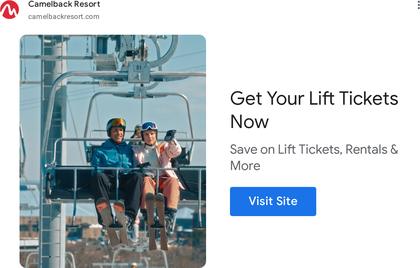 Camelback Resort
camelbackresort.com
Get Your Lift Tickets
Now
Save on Lift Tickets, Rentals &
More
Visit Site